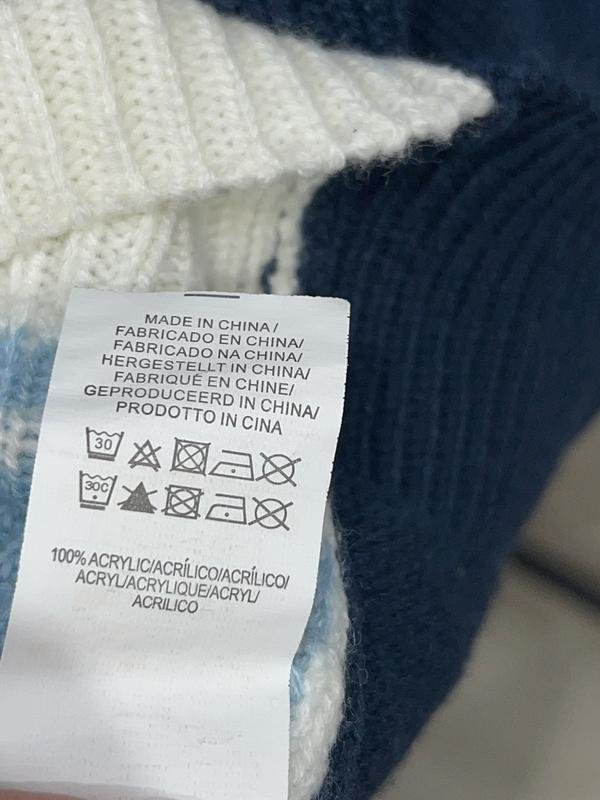 MADE IN CHINA/
FABRICADO EN CHINA/
FABRICADO NA CHINA/
HERGESTELLT IN CHINA/
FABRIQUÉ EN CHINE/
GEPRODUCEERD IN CHINA/
PRODOTTO IN CINA
30
30C
100% ACRYLIC/ACRÍLICO/ACRÍLICO/
ACRYL/ACRYLIQUE/ACRYL/
ACRILICO